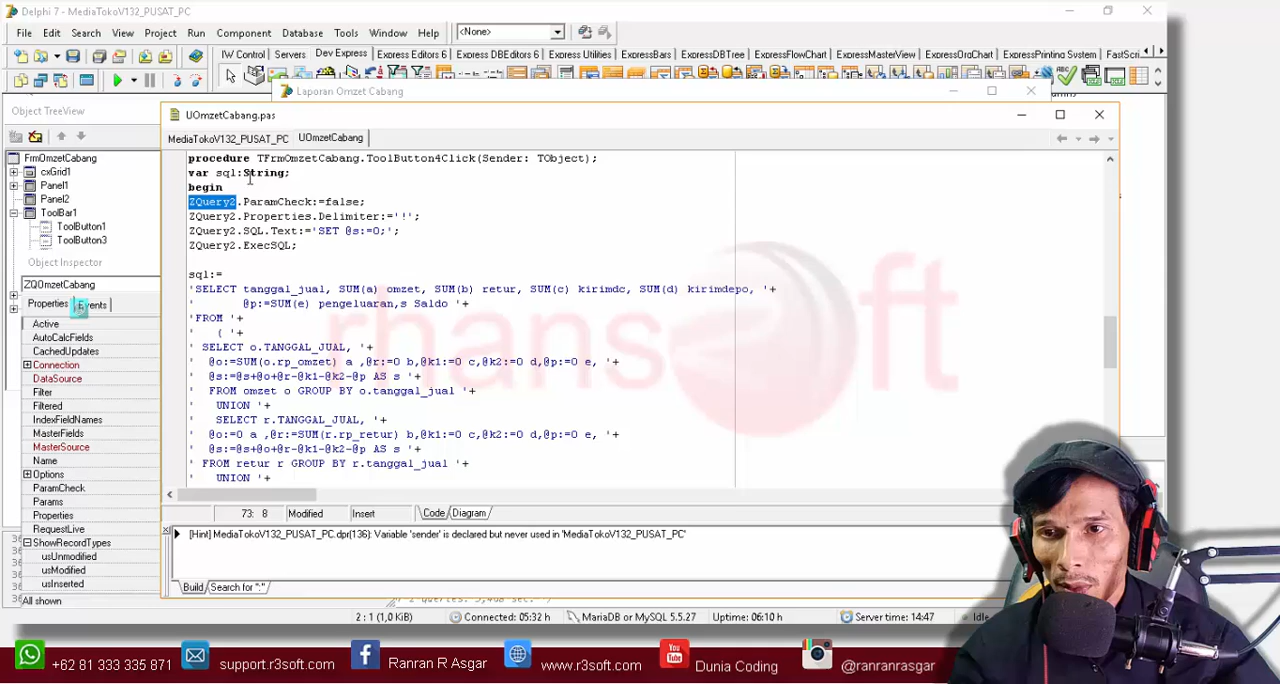 Delphi 7 - MediaTokoV132_PUSAT_PC
File Edit Search View Project Run Component Database Tools Window Help
<None>
IW Control Servers Dev Express Express Editors 6 Express DBEditors 6 Express Utilities ExpressBars ExpressDBTree ExpressFlowChart ExpressMasterView ExpressOrgChart ExpressPrinting System FastScri
Laporan Omzet Cabang
Object TreeView
FrmOmzetCabang
cxGrid1
Panel1
Panel2
ToolBar1
ToolButton1
ToolButton3
Object Inspector
ZQOmzetCabang
Properties Events
Active
AutoCalcFields
CachedUpdates
Connection
DataSource
Filter
Filtered
IndexFieldNames
MasterFields
MasterSource
Name
Options
ParamCheck
Params
Properties
RequestLive
ShowRecordTypes
usUnmodified
usModified
usInserted
All shown
UOmzetCabang.pas
MediaTokoV132_PUSAT_PC UOmzetCabang
procedure TFrmOmzetCabang.ToolButton4Click(Sender: TObject);
var sql:String;
begin
ZQuery2.ParamCheck:=false;
ZQuery2.Properties.Delimiter:='!';
ZQuery2.SQL.Text:='SET @s:=0;';
ZQuery2.ExecSQL;
sql:=
'SELECT tanggal_jual, SUM(a) omzet, SUM(b) retur, SUM(c) kirimdc, SUM(d) kirimdepo, '+
' @p:=SUM(e) pengeluaran,s Saldo '+
'FROM '+
' ( '+
' SELECT o.TANGGAL_JUAL, '+
' @o:=SUM(o.rp_omzet) a ,@r:=0 b,@k1:=0 c,@k2:=0 d,@p:=0 e, '+
' @s:=@s+@o+@r-@k1-@k2-@p AS s '+
' FROM omzet o GROUP BY o.tanggal_jual '+
' UNION '+
' SELECT r.TANGGAL_JUAL, '+
' @o:=0 a ,@r:=SUM(r.rp_retur) b,@k1:=0 c,@k2:=0 d,@p:=0 e, '+
' @s:=@s+@o+@r-@k1-@k2-@p AS s '+
' FROM retur r GROUP BY r.tanggal_jual '+
' UNION '+
rhansoft
73: 8 Modified Insert Code Diagram
[Hint] MediaTokoV132_PUSAT_PC.dpr(136): Variable 'sender' is declared but never used in 'MediaTokoV132_PUSAT_PC'
Build Search for ":"
2 : 1 (1,0 KiB) Connected: 05:32 h MariaDB or MySQL 5.5.27 Uptime: 06:10 h Server time: 14:47 Idle
+62 81 333 335 871 support.r3soft.com Ranran R Asgar www.r3soft.com You Tube Dunia Coding @ranranrasgar